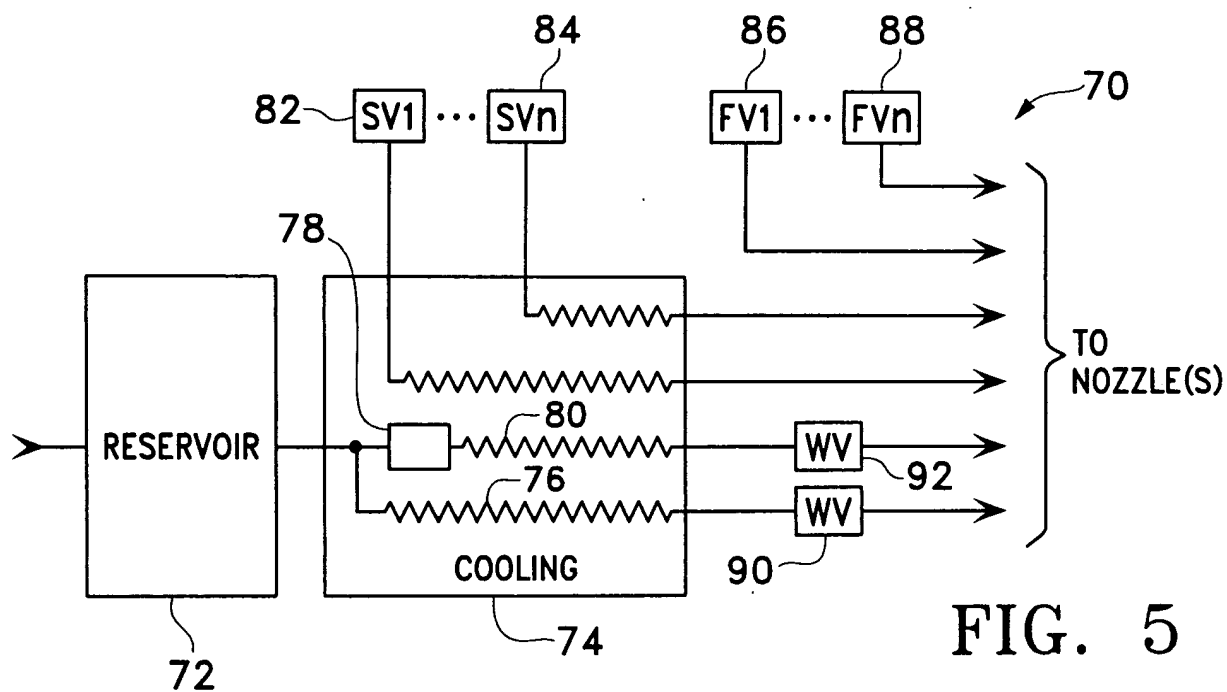 84 86 88
70
82 SV1 ••• SVn FV1 ••• FVn
78
TO
NOZZLE(S)
80
RESERVOIR WV
76 92
WV
COOLING 90
72 74
FIG. 5